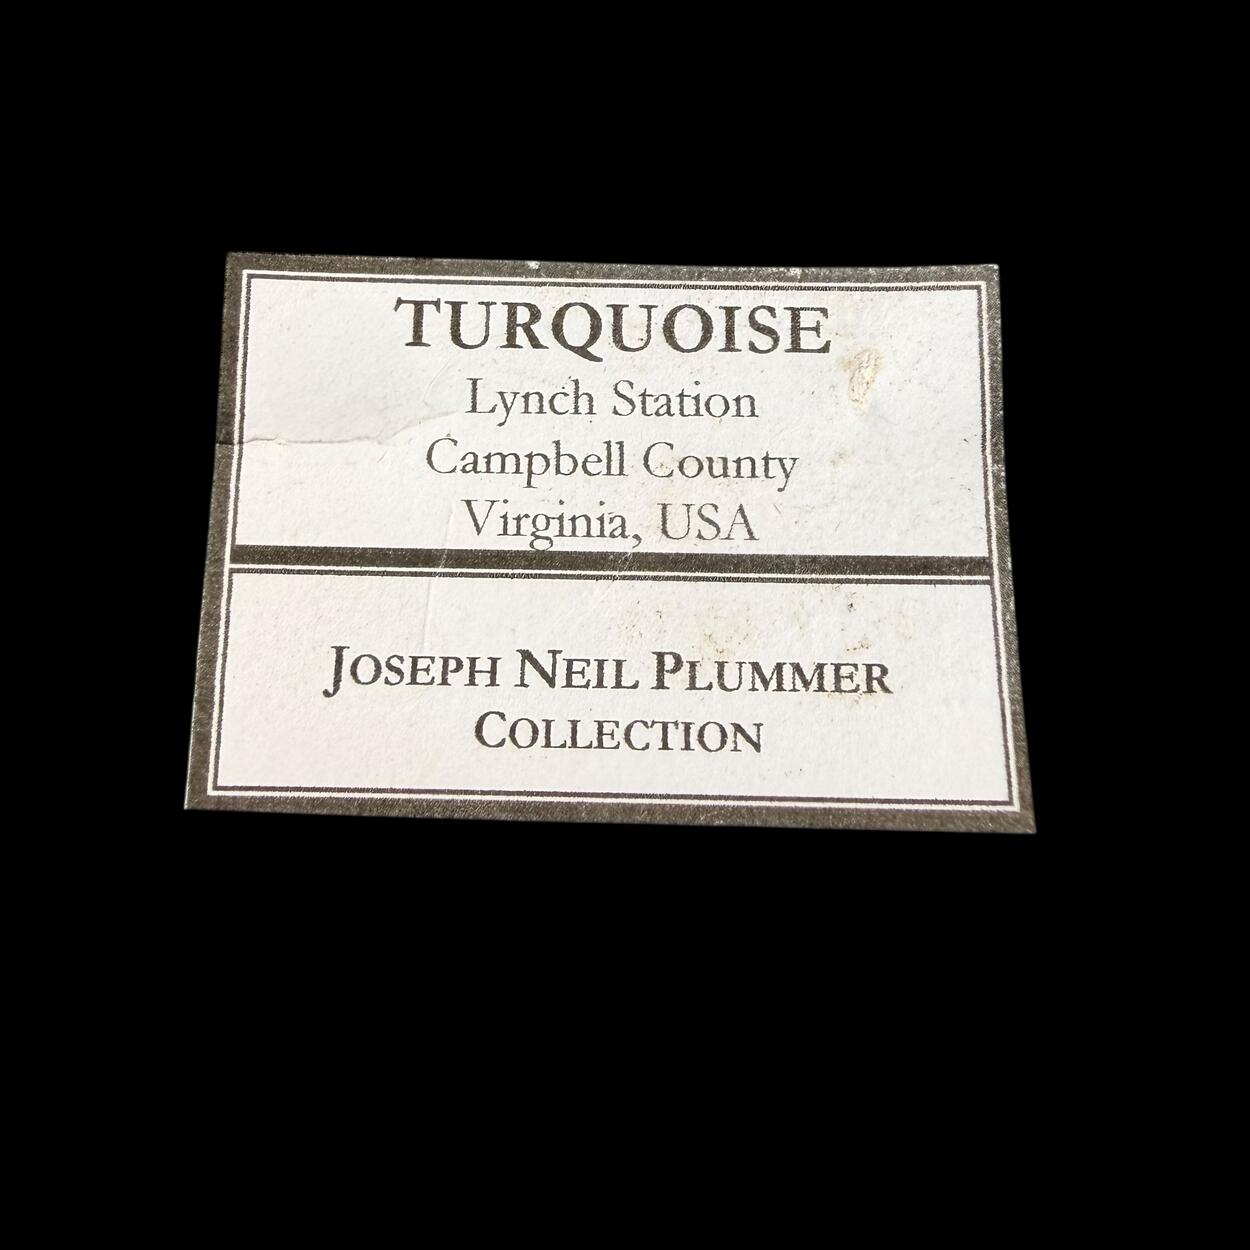 TURQUOISE
Lynch Station
Campbell County
Virginia, USA
JOSEPH NEIL PLUMMER
COLLECTION